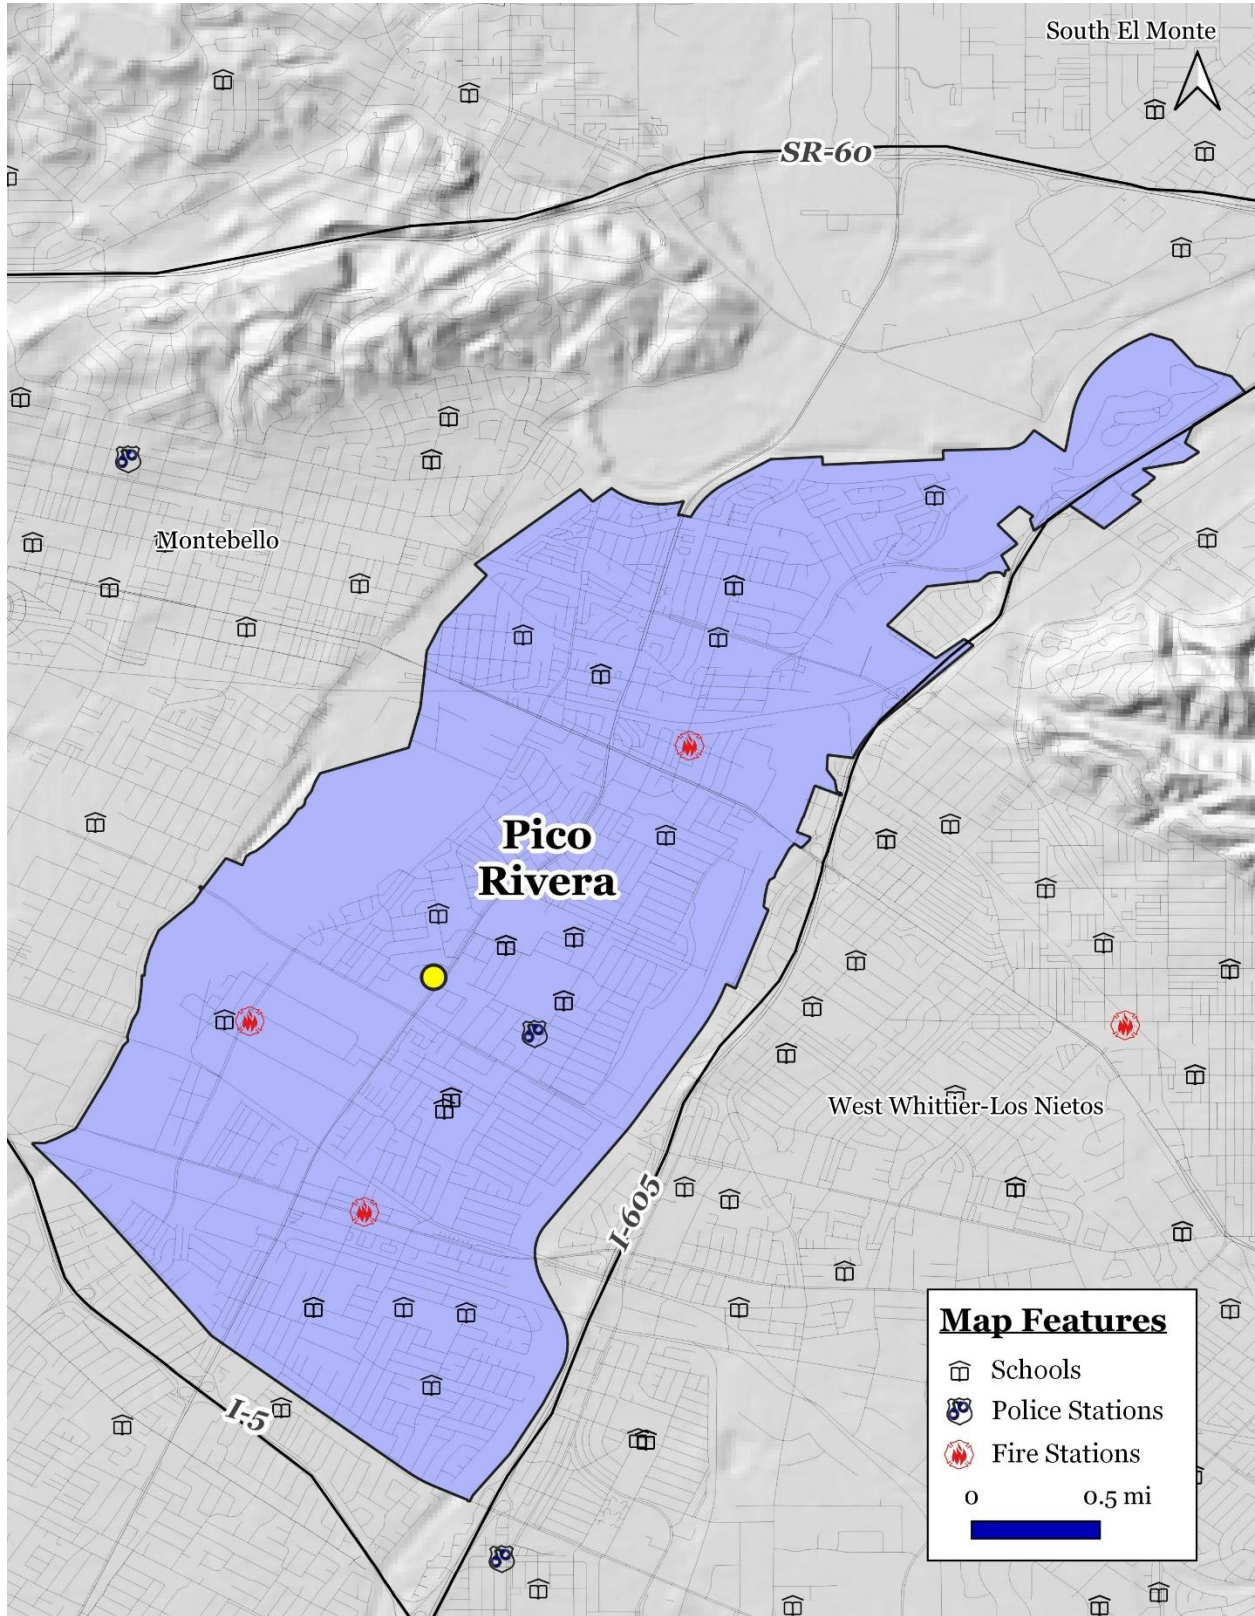 South El Monte
SR-60
Montebello
Pico
Rivera
West Whittier-Los Nietos
I-605
I-5
Map Features
Schools
Police Stations
Fire Stations
0 0.5 mi